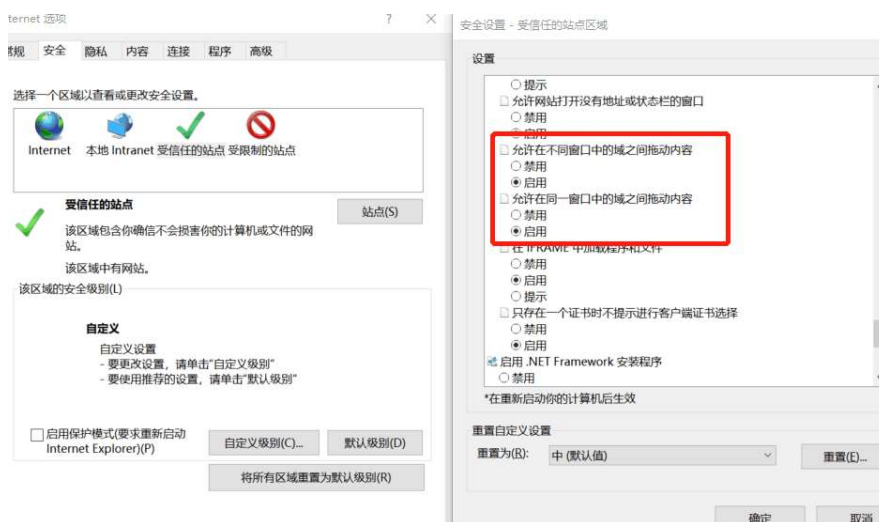 ternet 选项
? ×
常规 安全 隐私 内容 连接 程序 高级
选择一个区域以查看或更改安全设置。
Internet 本地 Intranet 受信任的站点 受限制的站点
受信任的站点
站点(S)
该区域包含你确信不会损害你的计算机或文件的网
站。
该区域中有网站。
该区域的安全级别(L)
自定义
自定义设置
- 要更改设置，请单击"自定义级别"
- 要使用推荐的设置，请单击"默认级别"
启用保护模式(要求重新启动
Internet Explorer)(P)
自定义级别(C)...
默认级别(D)
将所有区域重置为默认级别(R)
安全设置 - 受信任的站点区域
设置
提示
允许网站打开没有地址或状态栏的窗口
禁用
启用
允许在不同窗口中的域之间拖动内容
禁用
启用
允许在同一窗口中的域之间拖动内容
禁用
启用
在 IFRAME 中加载程序和文件
禁用
启用
提示
只存在一个证书时不提示进行客户端证书选择
禁用
启用
启用 .NET Framework 安装程序
禁用
*在重新启动你的计算机后生效
重置自定义设置
重置为(R):
中 (默认值)
重置(E)...
确定
取消